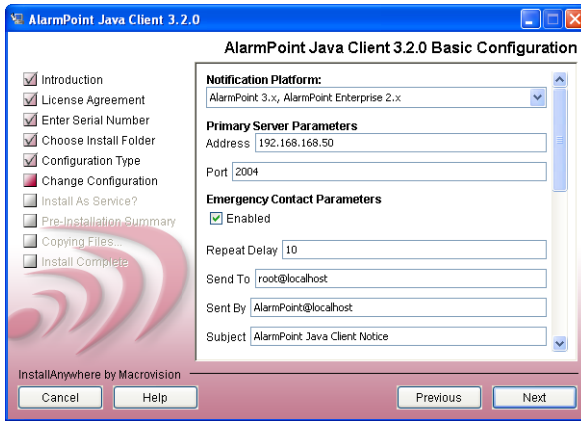 AlarmPoint Java Client 3.2.0
AlarmPoint Java Client 3.2.0 Basic Configuration
Introduction
License Agreement
Enter Serial Number
Choose Install Folder
Configuration Type
Change Configuration
Install As Service?
Pre-Installation Summary
Copying Files...
Install Complete
Notification Platform:
AlarmPoint 3.x, AlarmPoint Enterprise 2.x
Primary Server Parameters
Address 192.168.168.50
Port 2004
Emergency Contact Parameters
Enabled
Repeat Delay 10
Send To root@localhost
Sent By AlarmPoint@localhost
Subject AlarmPoint Java Client Notice
InstallAnywhere by Macrovision
Cancel Help Previous Next